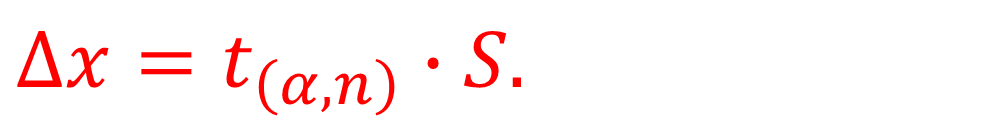 Δx = t₍α,n₎ · S.